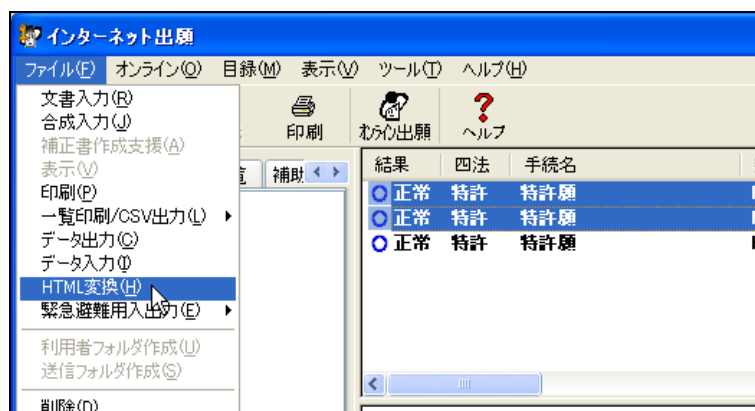 インターネット出願
ファイル(F) オンライン(O) 目録(M) 表示(V) ツール(T) ヘルプ(H)
文書入力(R)
合成入力(J)
補正書作成支援(A)
表示(V)
印刷(P)
一覧印刷/CSV出力(L)
データ出力(C)
データ入力(I)
HTML変換(H)
緊急避難用入出力(E)
利用者フォルダ作成(U)
送信フォルダ作成(S)
削除(D)
印刷 オンライン出願 ヘルプ
補助
結果 四法 手続名
正常 特許 特許願
正常 特許 特許願
正常 特許 特許願